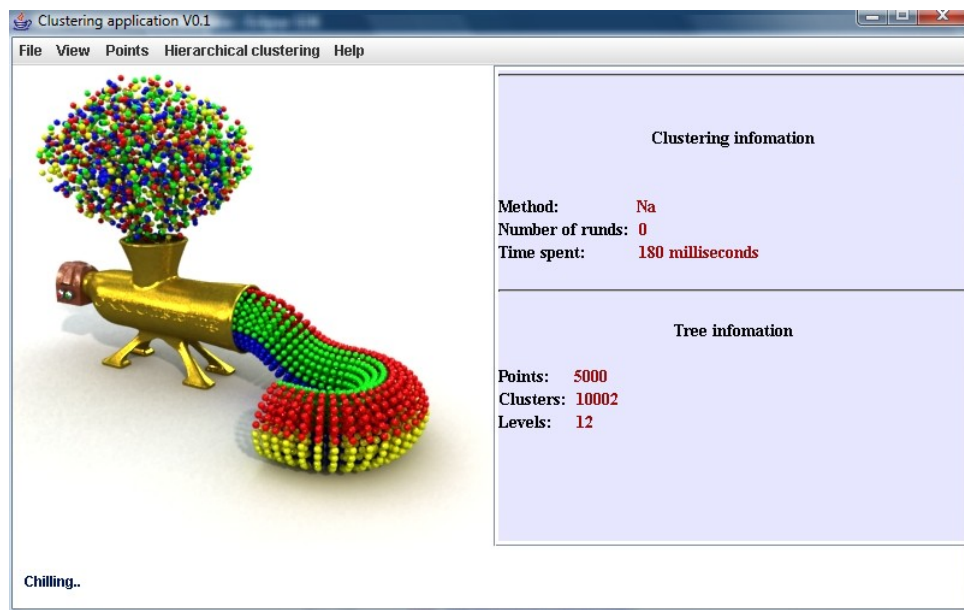 Clustering application V0.1
File View Points Hierarchical clustering Help
Clustering infomation
Method: Na
Number of runds: 0
Time spent: 180 milliseconds
Tree infomation
Points: 5000
Clusters: 10002
Levels: 12
Chilling..